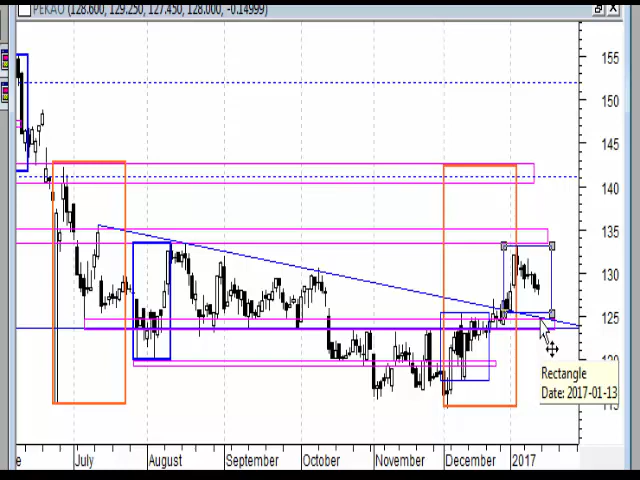 PEKAO (128.600, 129.250, 127.450, 128.000, -0.14999)
155
150
145
140
135
130
125
120
Rectangle
Date: 2017-01-13
July
August
September
October
November
December
2017